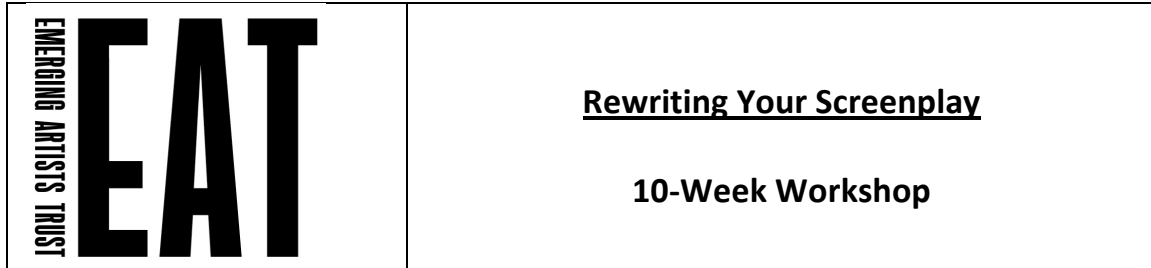 EMERGING ARTISTS TRUST
EAT
Rewriting Your Screenplay
10-Week Workshop